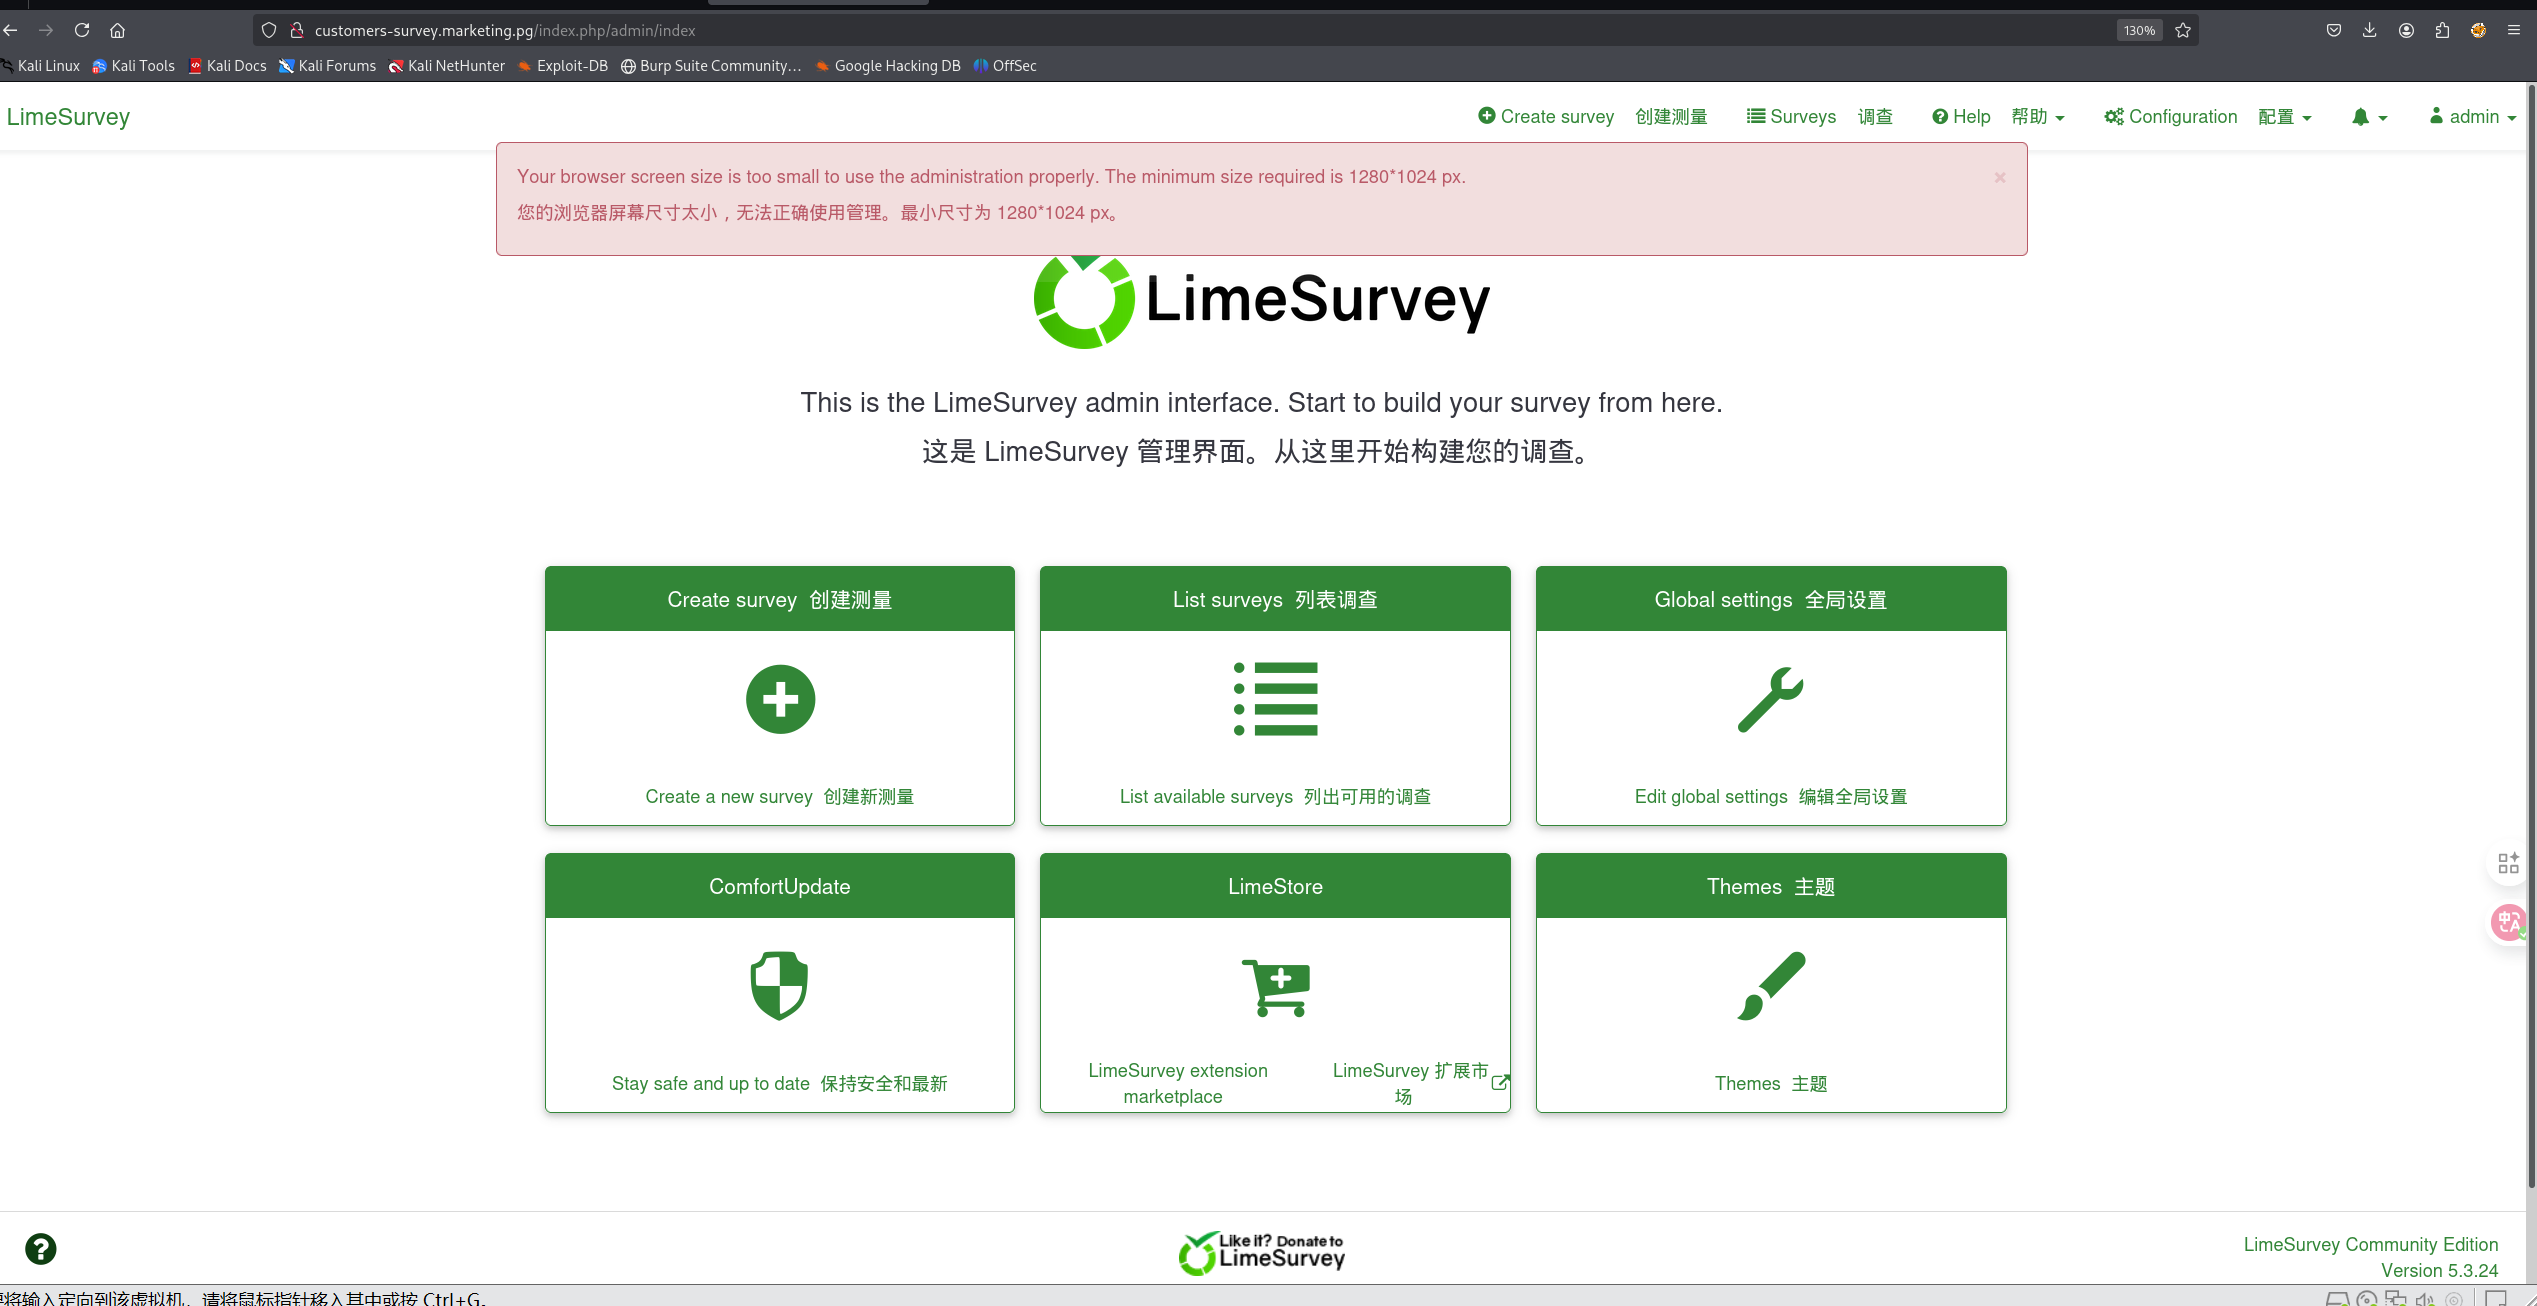 customers-survey.marketing.pg/index.php/admin/index
130%
Kali Linux Kali Tools Kali Docs Kali Forums Kali NetHunter Exploit-DB Burp Suite Community... Google Hacking DB OffSec
LimeSurvey Create survey 创建测量 Surveys 调查 Help 帮助 Configuration 配置 admin
Your browser screen size is too small to use the administration properly. The minimum size required is 1280*1024 px. ×
您的浏览器屏幕尺寸太小，无法正确使用管理。最小尺寸为 1280*1024 px。
LimeSurvey
This is the LimeSurvey admin interface. Start to build your survey from here.
这是 LimeSurvey 管理界面。从这里开始构建您的调查。
Create survey 创建测量
List surveys 列表调查
Global settings 全局设置
Create a new survey 创建新测量
List available surveys 列出可用的调查
Edit global settings 编辑全局设置
ComfortUpdate
LimeStore
Themes 主题
Stay safe and up to date 保持安全和最新
LimeSurvey extension
marketplace
LimeSurvey 扩展市
场
Themes 主题
中A
Like it? Donate to
LimeSurvey
LimeSurvey Community Edition
Version 5.3.24
将输入定向到该虚拟机，请将鼠标指针移入其中或按 Ctrl+G。